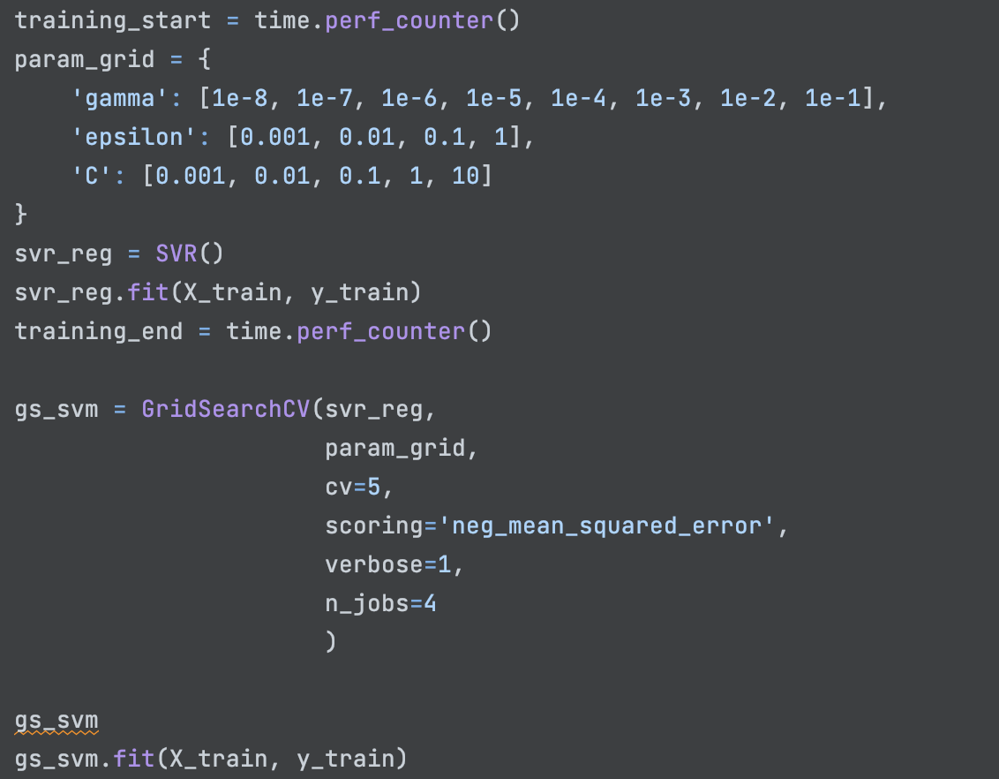 training_start = time.perf_counter()
param_grid = {
    'gamma': [1e-8, 1e-7, 1e-6, 1e-5, 1e-4, 1e-3, 1e-2, 1e-1],
    'epsilon': [0.001, 0.01, 0.1, 1],
    'C': [0.001, 0.01, 0.1, 1, 10]
}
svr_reg = SVR()
svr_reg.fit(X_train, y_train)
training_end = time.perf_counter()

gs_svm = GridSearchCV(svr_reg,
                      param_grid,
                      cv=5,
                      scoring='neg_mean_squared_error',
                      verbose=1,
                      n_jobs=4
                      )

gs_svm
gs_svm.fit(X_train, y_train)